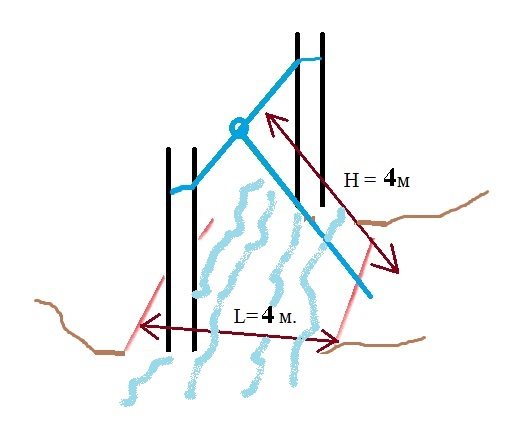 H = 4м
L=4 м.